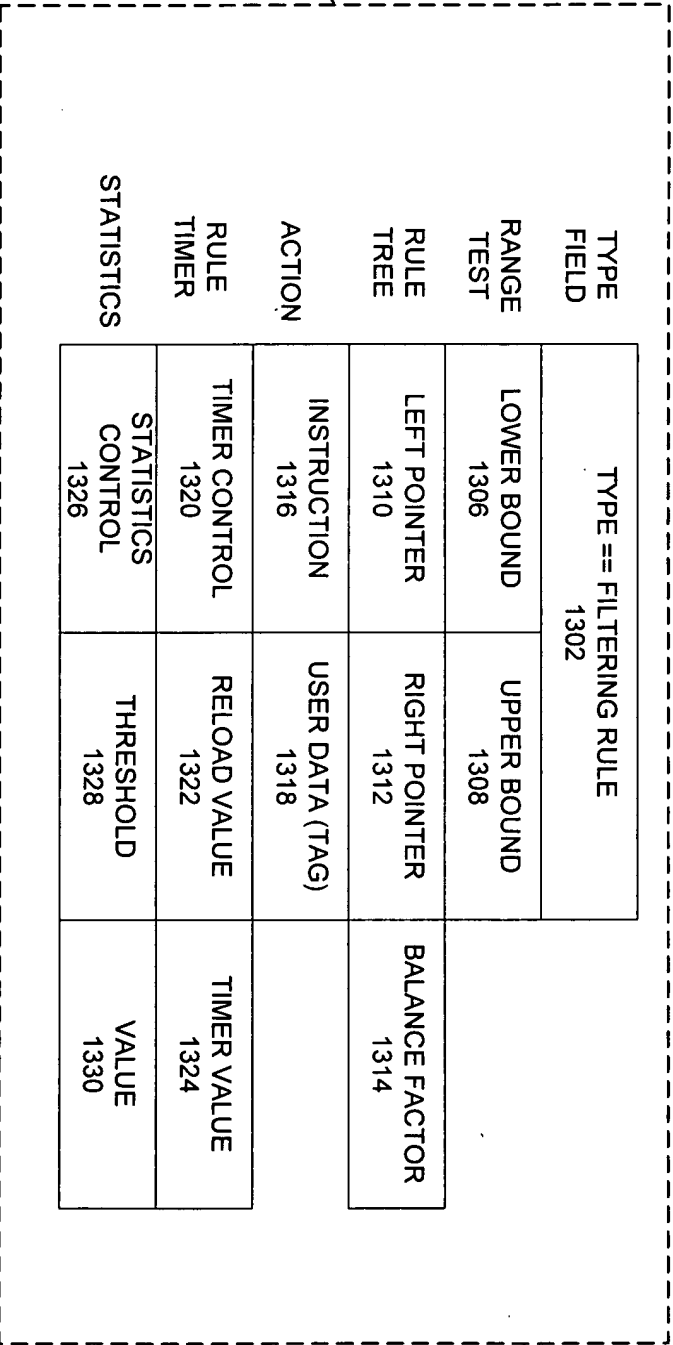 TYPE
FIELD
TYPE == FILTERING RULE
1302
RANGE
TEST
LOWER BOUND
1306
UPPER BOUND
1308
RULE
TREE
LEFT POINTER
1310
RIGHT POINTER
1312
BALANCE FACTOR
1314
ACTION
INSTRUCTION
1316
USER DATA (TAG)
1318
RULE
TIMER
TIMER CONTROL
1320
RELOAD VALUE
1322
TIMER VALUE
1324
STATISTICS
STATISTICS
CONTROL
1326
THRESHOLD
1328
VALUE
1330